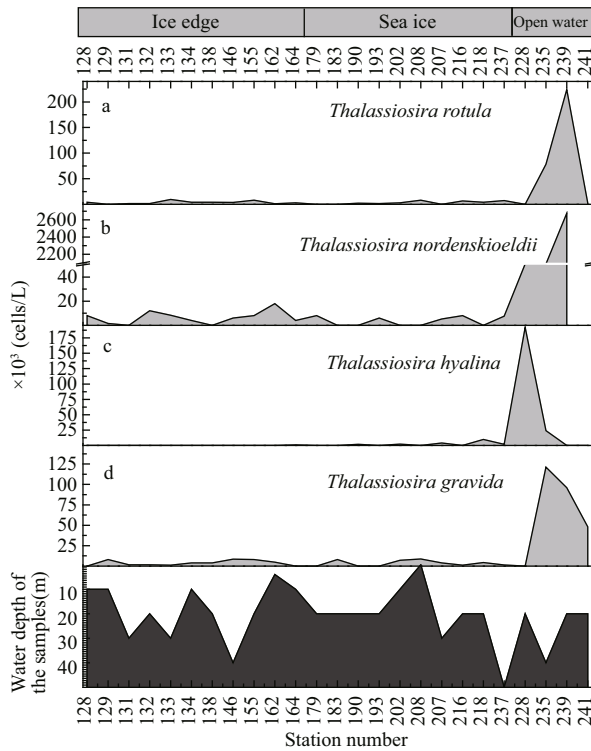 Ice edge Sea ice Open water
128 129 131 132 133 134 138 146 155 162 164 179 183 190 193 202 208 207 216 218 237 228 235 239 241
200 150 100 50
a Thalassiosira rotula
2600 2400 2200 40 20
b Thalassiosira nordenskioeldii
×10³ (cells/L)
175 150 125 100 75 50 25
c Thalassiosira hyalina
125 100 75 50 25
d Thalassiosira gravida
Water depth of
the samples(m)
10 20 30 40
128 129 131 132 133 134 138 146 155 162 164 179 183 190 193 202 208 207 216 218 237 228 235 239 241
Station number